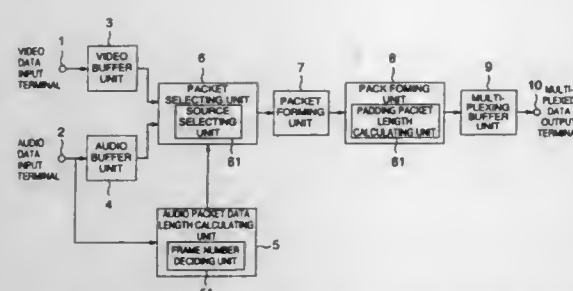 1
VIDEO
DATA
INPUT
TERMINAL
3
VIDEO
BUFFER
UNIT
2
AUDIO
DATA
INPUT
TERMINAL
AUDIO
BUFFER
UNIT
4
6
PACKET
SELECTING UNIT
SOURCE
SELECTING
UNIT
61
AUDIO PACKET DATA
LENGTH CALCULATING
UNIT
FRAME NUMBER
DECIDING UNIT
5
7
PACKET
FORMING
UNIT
8
PACK FOMING
UNIT
PADDING PACKET
LENGTH
CALCULATING UNIT
9
MULTI-
PLEXING
BUFFER
UNIT
10
MULTI-
PLEXED
DATA
OUTPUT
TERMINAL